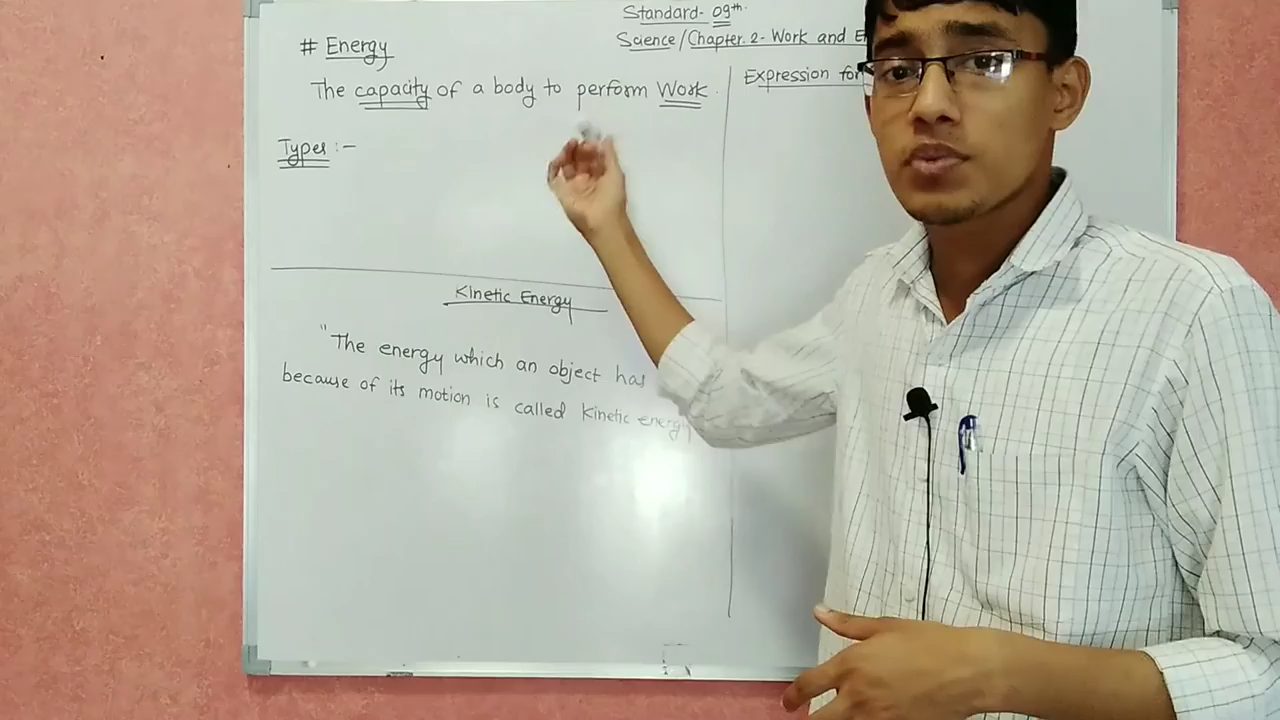 Standard- 09th.
Science/Chapter.2- Work and E
# Energy
The capacity of a body to perform Work.
Types :-
Kinetic Energy
"The energy which an object has
because of its motion is called Kinetic energy
Expression for